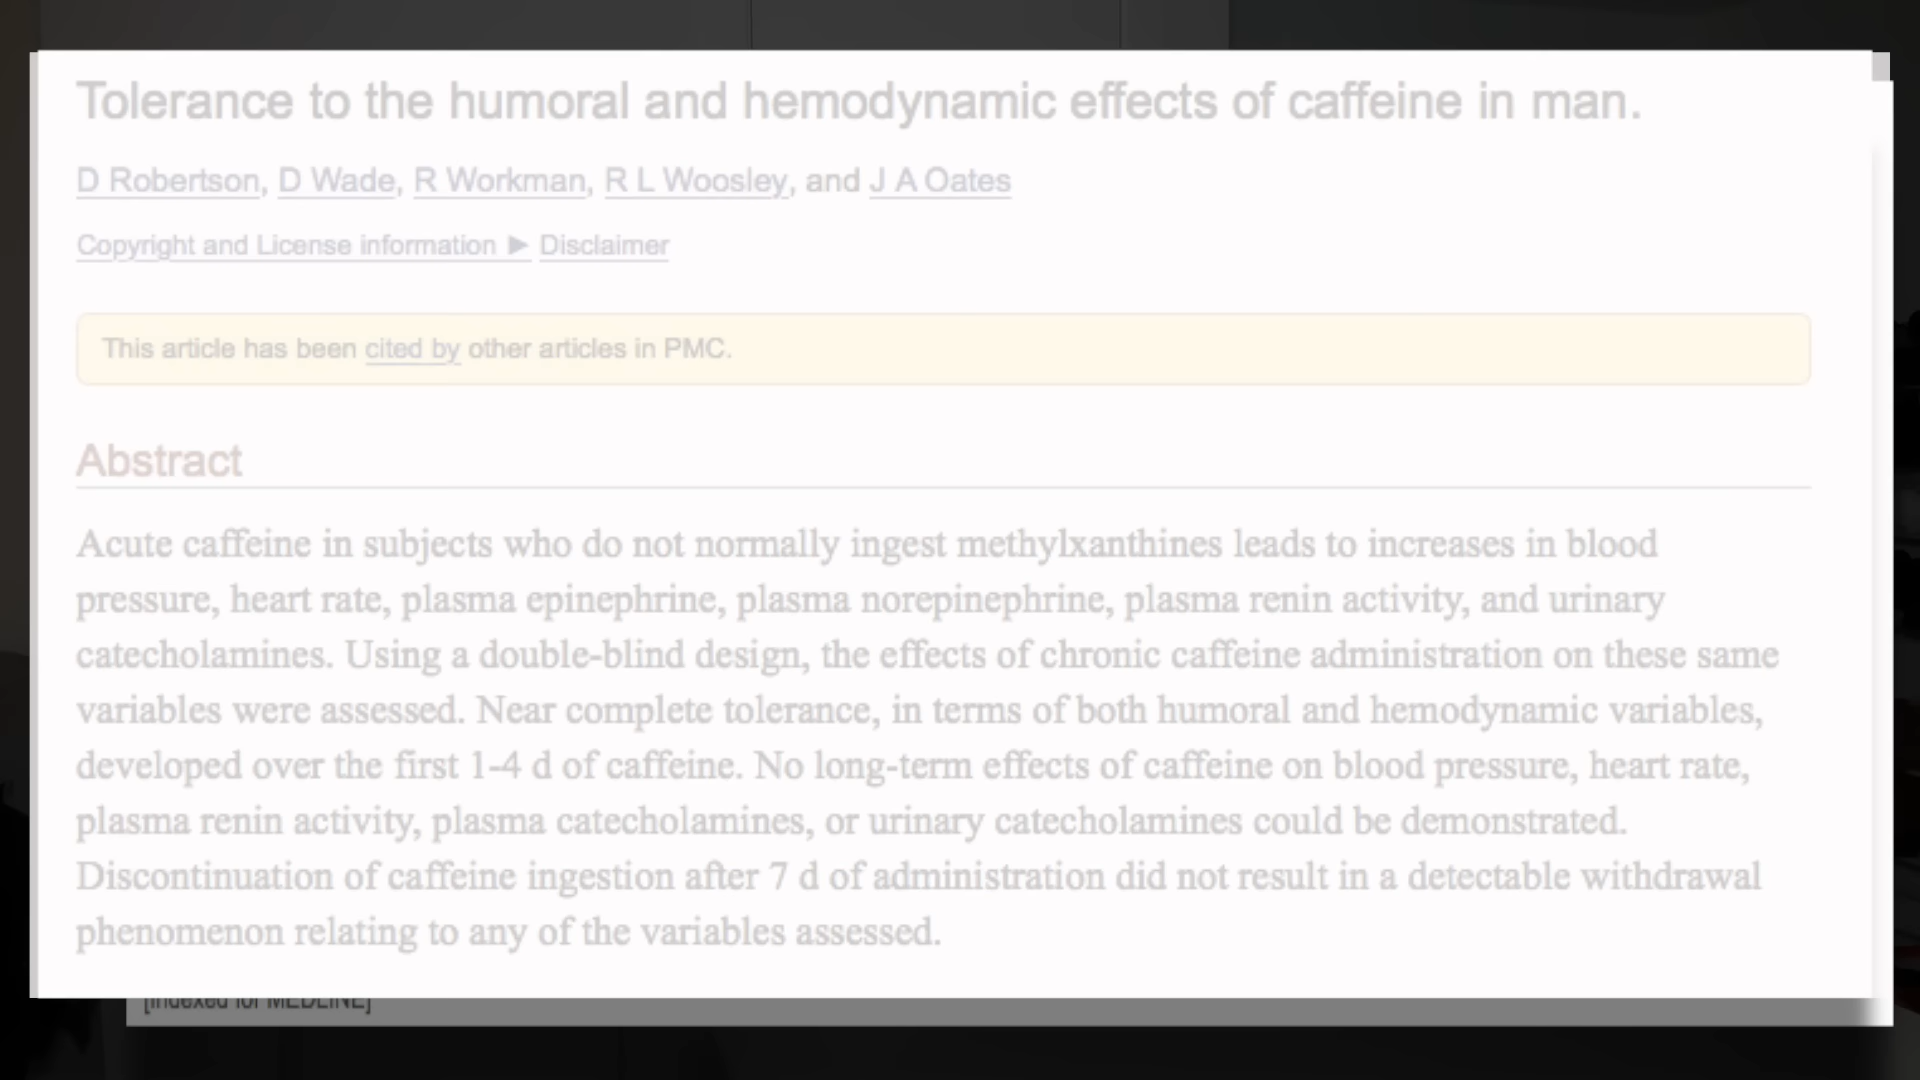 Tolerance to the humoral and hemodynamic effects of caffeine in man.
D Robertson, D Wade, R Workman, R L Woosley, and J A Oates
Copyright and License information ► Disclaimer
This article has been cited by other articles in PMC.
Abstract
Acute caffeine in subjects who do not normally ingest methylxanthines leads to increases in blood
pressure, heart rate, plasma epinephrine, plasma norepinephrine, plasma renin activity, and urinary
catecholamines. Using a double-blind design, the effects of chronic caffeine administration on these same
variables were assessed. Near complete tolerance, in terms of both humoral and hemodynamic variables,
developed over the first 1-4 d of caffeine. No long-term effects of caffeine on blood pressure, heart rate,
plasma renin activity, plasma catecholamines, or urinary catecholamines could be demonstrated.
Discontinuation of caffeine ingestion after 7 d of administration did not result in a detectable withdrawal
phenomenon relating to any of the variables assessed.
[Indexed for MEDLINE]